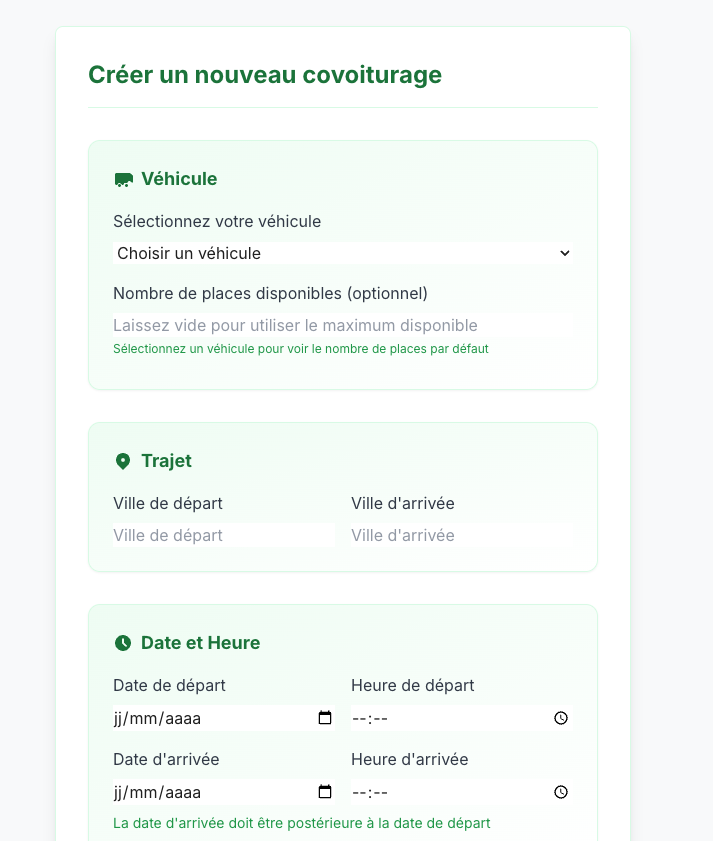 Créer un nouveau covoiturage
Véhicule
Sélectionnez votre véhicule
Choisir un véhicule
Nombre de places disponibles (optionnel)
Laissez vide pour utiliser le maximum disponible
Sélectionnez un véhicule pour voir le nombre de places par défaut
Trajet
Ville de départ Ville d'arrivée
Ville de départ Ville d'arrivée
Date et Heure
Date de départ Heure de départ
jj/mm/aaaa --:--
Date d'arrivée Heure d'arrivée
jj/mm/aaaa --:--
La date d'arrivée doit être postérieure à la date de départ